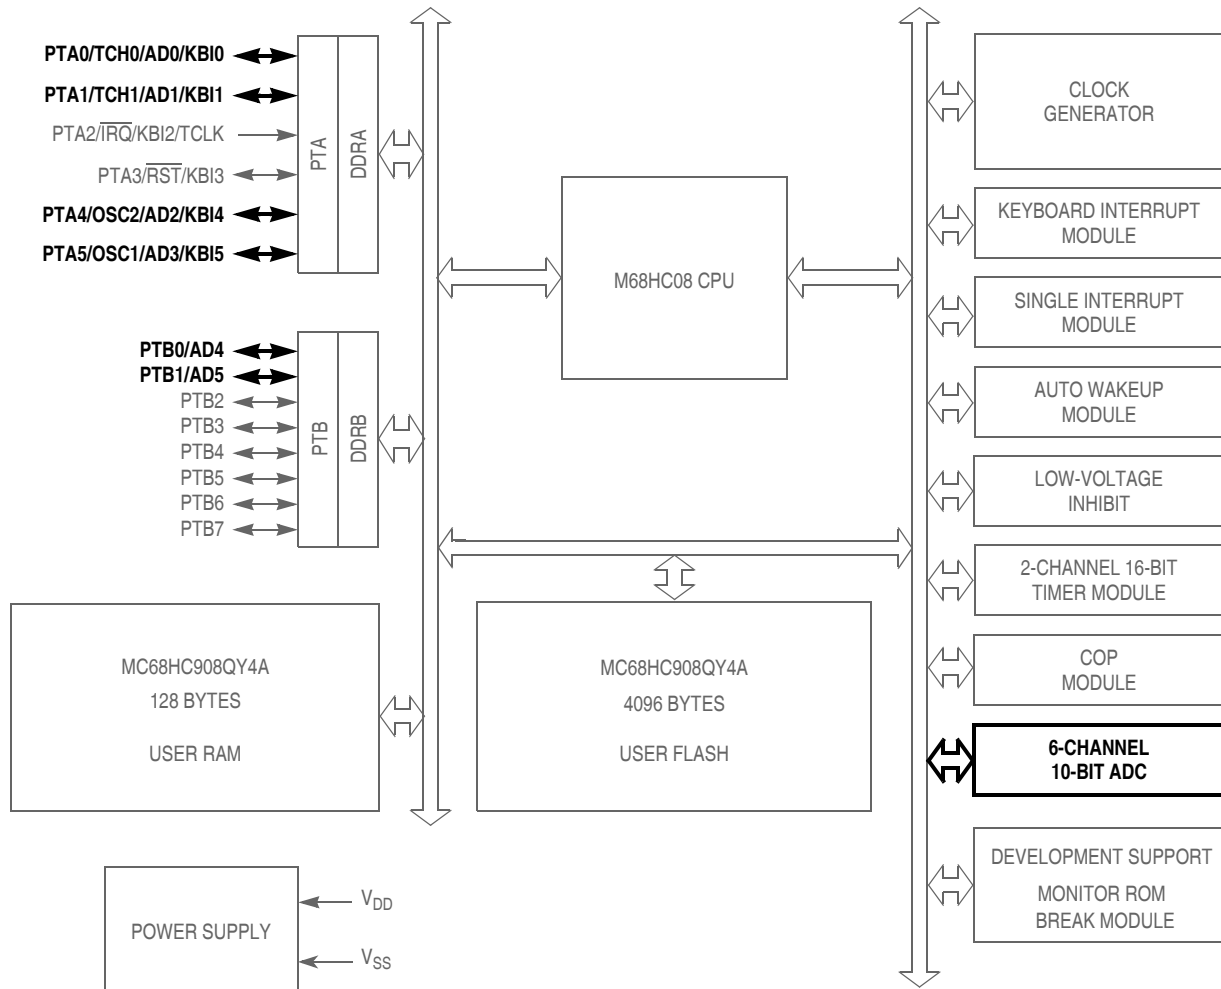 PTA0/TCH0/AD0/KBI0
PTA1/TCH1/AD1/KBI1
PTA2/IRQ/KBI2/TCLK
PTA3/RST/KBI3
PTA4/OSC2/AD2/KBI4
PTA5/OSC1/AD3/KBI5
PTA
DDRA
PTB0/AD4
PTB1/AD5
PTB2
PTB3
PTB4
PTB5
PTB6
PTB7
PTB
DDRB
M68HC08 CPU
CLOCK
GENERATOR
KEYBOARD INTERRUPT
MODULE
SINGLE INTERRUPT
MODULE
AUTO WAKEUP
MODULE
LOW-VOLTAGE
INHIBIT
2-CHANNEL 16-BIT
TIMER MODULE
COP
MODULE
6-CHANNEL
10-BIT ADC
DEVELOPMENT SUPPORT
MONITOR ROM
BREAK MODULE
MC68HC908QY4A
128 BYTES
USER RAM
MC68HC908QY4A
4096 BYTES
USER FLASH
POWER SUPPLY
VDD
VSS